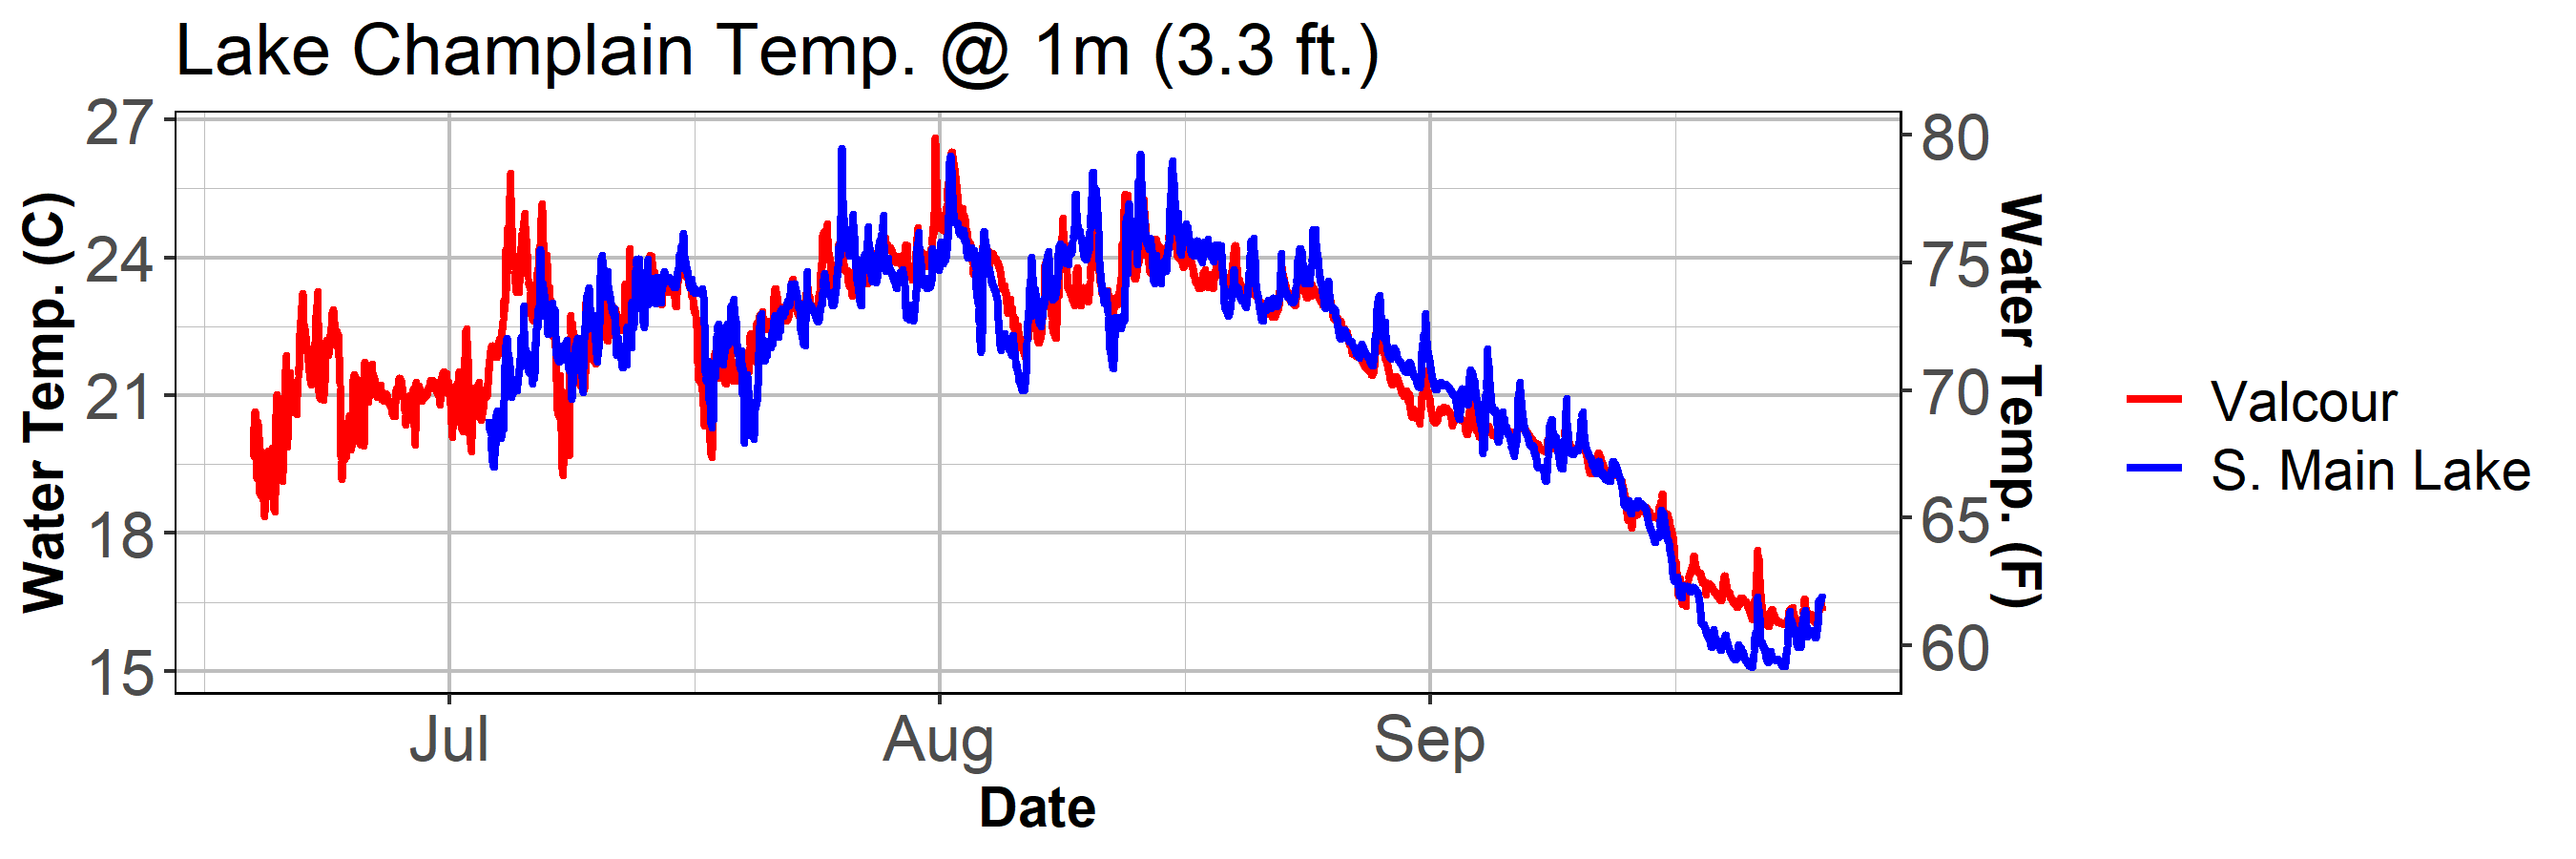 Lake Champlain Temp. @ 1m (3.3 ft.)
Water Temp. (C)
27
24
21
18
15
80
75
70
65
60
Water Temp. (F)
Jul Aug Sep
Date
Valcour
S. Main Lake